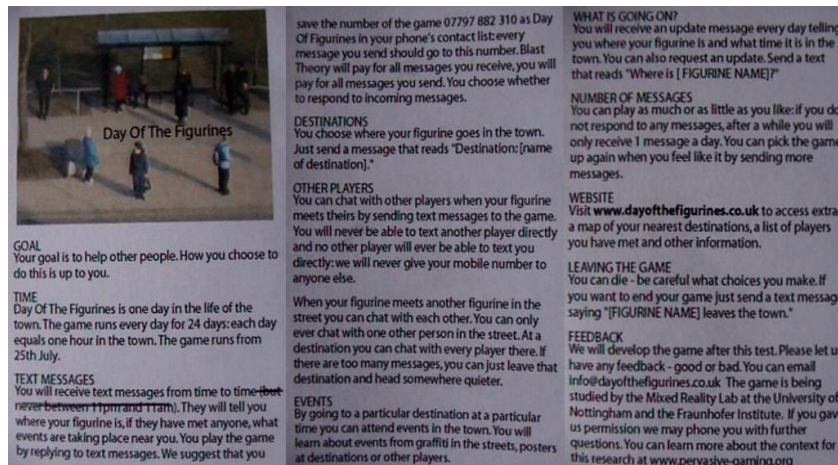 Day Of The Figurines
GOAL
Your goal is to help other people. How you choose to
do this is up to you.
TIME
Day Of The Figurines is one day in the life of the
town. The game runs every day for 24 days: each day
equals one hour in the town. The game runs from
25th July.
TEXT MESSAGES
You will receive text messages from time to time (but
never between 11pm and 11am). They will tell you
where your figurine is, if they have met anyone, what
events are taking place near you. You play the game
by replying to text messages. We suggest that you
save the number of the game 07797 882 310 as Day
Of Figurines in your phone's contact list: every
message you send should go to this number. Blast
Theory will pay for all messages you receive, you will
pay for all messages you send. You choose whether
to respond to incoming messages.
DESTINATIONS
You choose where your figurine goes in the town.
Just send a message that reads "Destination: [name
of destination]."
OTHER PLAYERS
You can chat with other players when your figurine
meets theirs by sending text messages to the game.
You will never be able to text another player directly
and no other player will ever be able to text you
directly: we will never give your mobile number to
anyone else.
When your figurine meets another figurine in the
street you can chat with each other. You can only
ever chat with one other person in the street. At a
destination you can chat with every player there. If
there are too many messages, you can just leave that
destination and head somewhere quieter.
EVENTS
By going to a particular destination at a particular
time you can attend events in the town. You will
learn about events from graffiti in the streets, posters
at destinations or other players.
WHAT IS GOING ON?
You will receive an update message every day telling
you where your figurine is and what time it is in the
town. You can also request an update. Send a text
that reads "Where is [ FIGURINE NAME]?"
NUMBER OF MESSAGES
You can play as much or as little as you like: if you do
not respond to any messages, after a while you will
only receive 1 message a day. You can pick the game
up again when you feel like it by sending more
messages.
WEBSITE
Visit www.dayofthefigurines.co.uk to access extra
a map of your nearest destinations, a list of players
you have met and other information.
LEAVING THE GAME
You can die - be careful what choices you make. If
you want to end your game just send a text message
saying "[FIGURINE NAME] leaves the town."
FEEDBACK
We will develop the game after this test. Please let u
have any feedback - good or bad. You can email
info@dayofthefigurines.co.uk The game is being
studied by the Mixed Reality Lab at the University of
Nottingham and the Fraunhofer Institute. If you gav
us permission we may phone you with further
questions. You can learn more about the context for
this research at www.pervasive-gaming.org